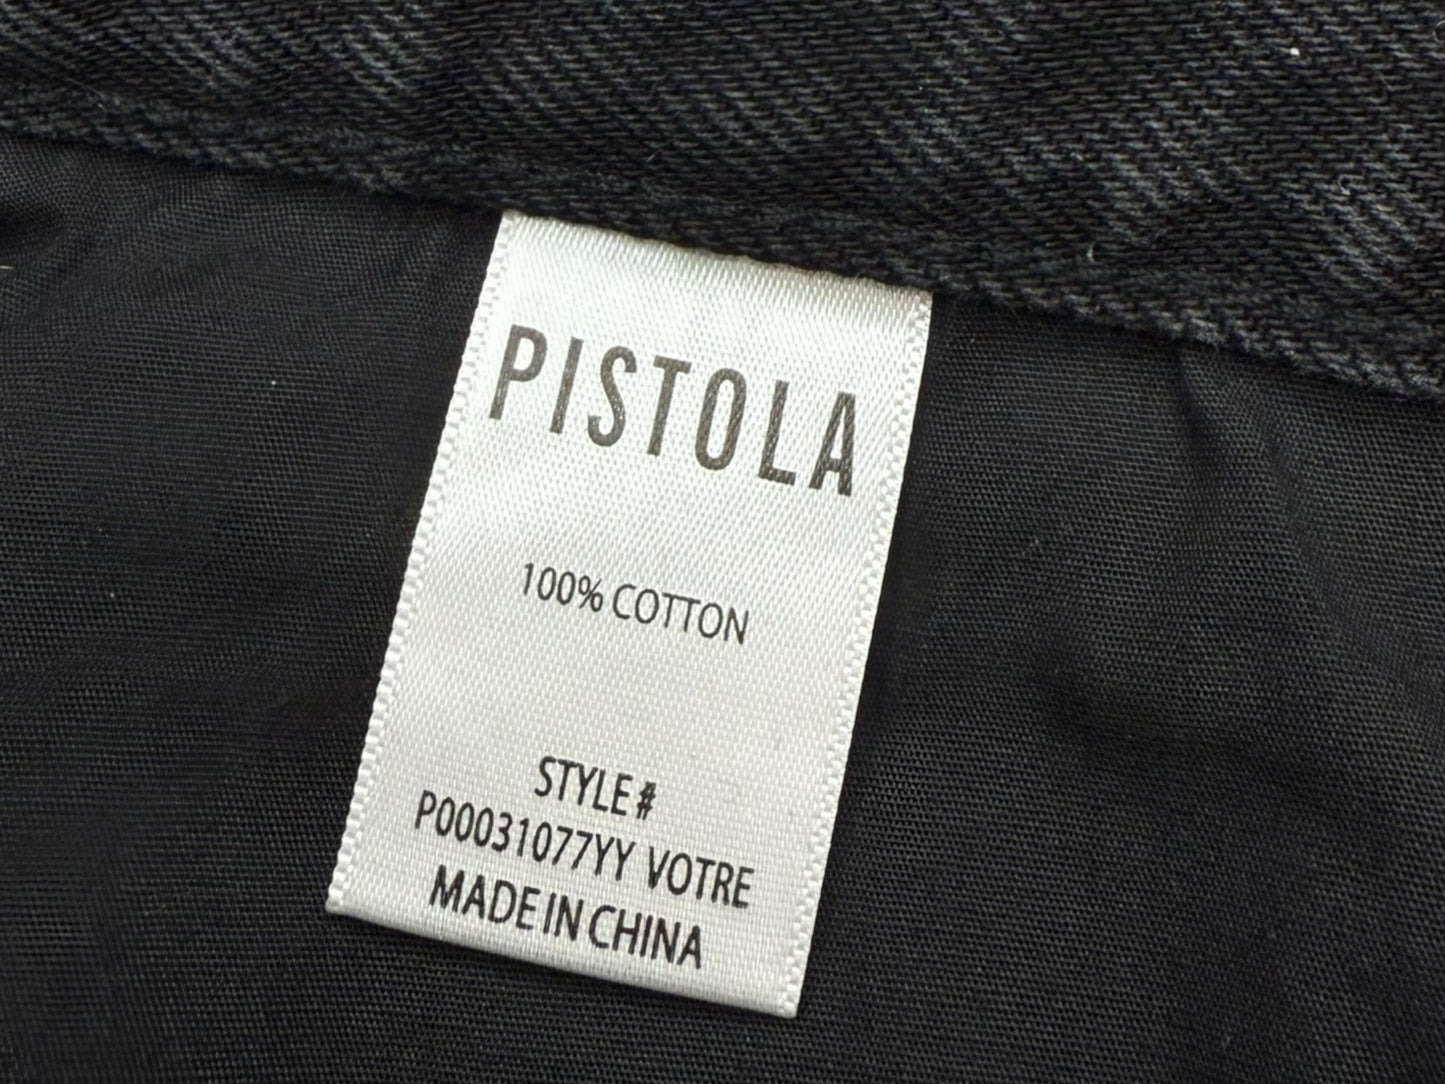 PISTOLA
100% COTTON
STYLE#
P00031077YY VOTRE
MADE IN CHINA